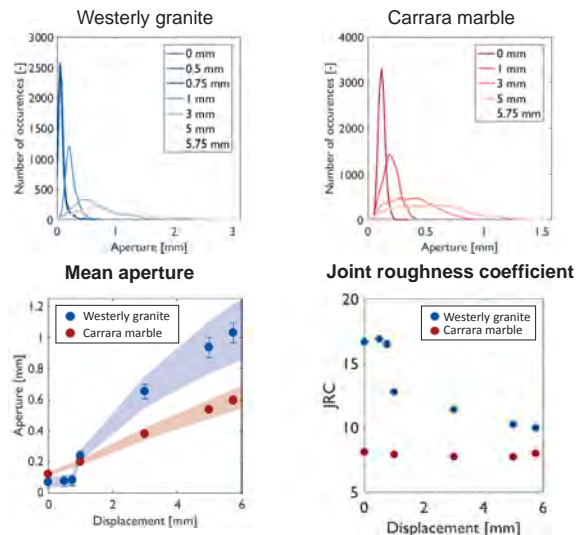 Westerly granite
Carrara marble
3000
2500
2000
1500
1000
500
0
Number of occurences [-]
0 mm
0.5 mm
0.75 mm
1 mm
3 mm
5 mm
5.75 mm
0 1 2 3
Aperture [mm]
4000
3000
2000
1000
0
Number of occurences [-]
0 mm
1 mm
3 mm
5 mm
5.75 mm
0 0.5 1 1.5
Aperture [mm]
Mean aperture
Joint roughness coefficient
1.2
1
0.8
0.6
0.4
0.2
0
Aperture [mm]
Westerly granite
Carrara marble
0 2 4 6
Displacement [mm]
20
15
10
5
JRC
Westerly granite
Carrara marble
0 2 4 6
Displacement [mm]